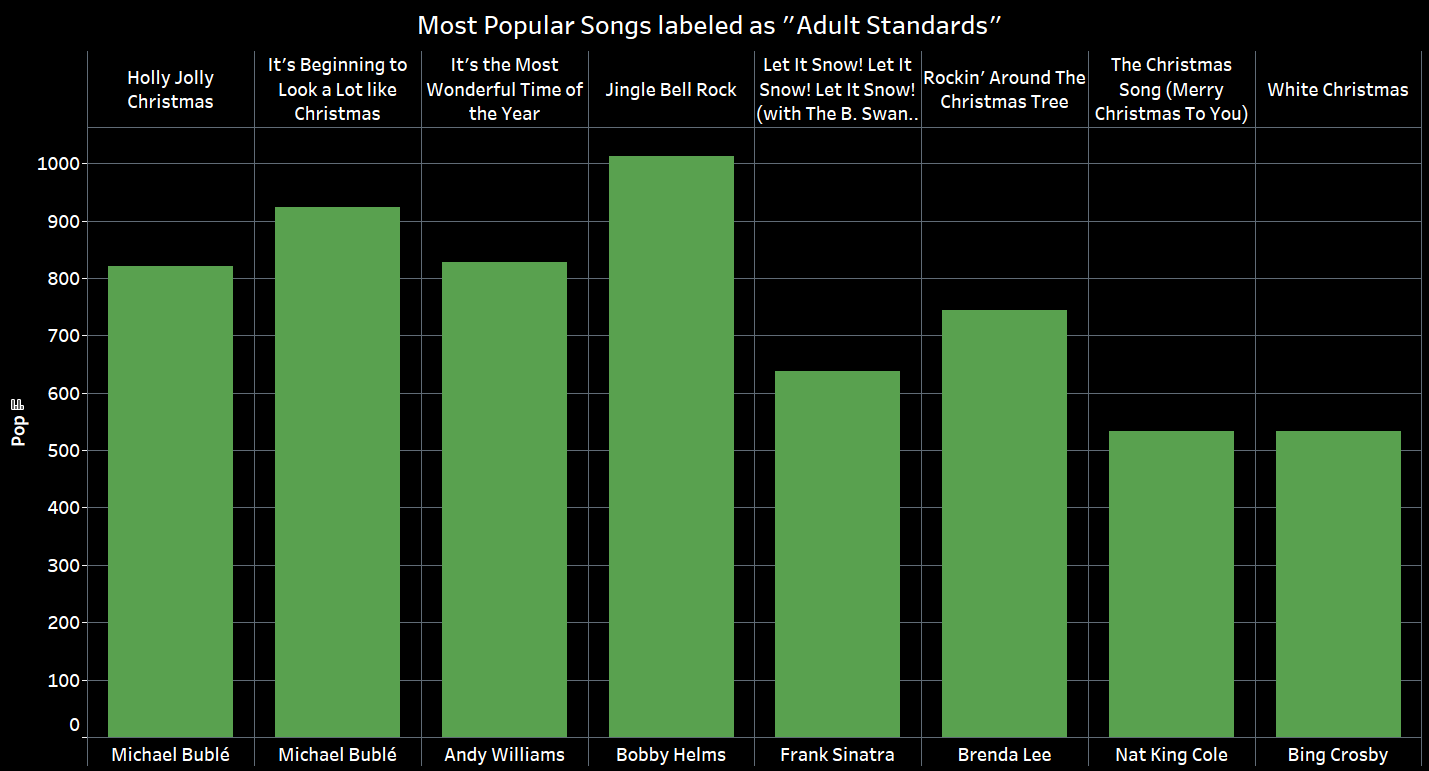 Most Popular Songs labeled as "Adult Standards"
Holly Jolly
Christmas
It's Beginning to
Look a Lot like
Christmas
It's the Most
Wonderful Time of
the Year
Jingle Bell Rock
Let It Snow! Let It
Snow! Let It Snow!
(with The B. Swan..
Rockin' Around The
Christmas Tree
The Christmas
Song (Merry
Christmas To You)
White Christmas
1000
900
800
700
600
500
400
300
200
100
0
Pop
Michael Bublé
Michael Bublé
Andy Williams
Bobby Helms
Frank Sinatra
Brenda Lee
Nat King Cole
Bing Crosby